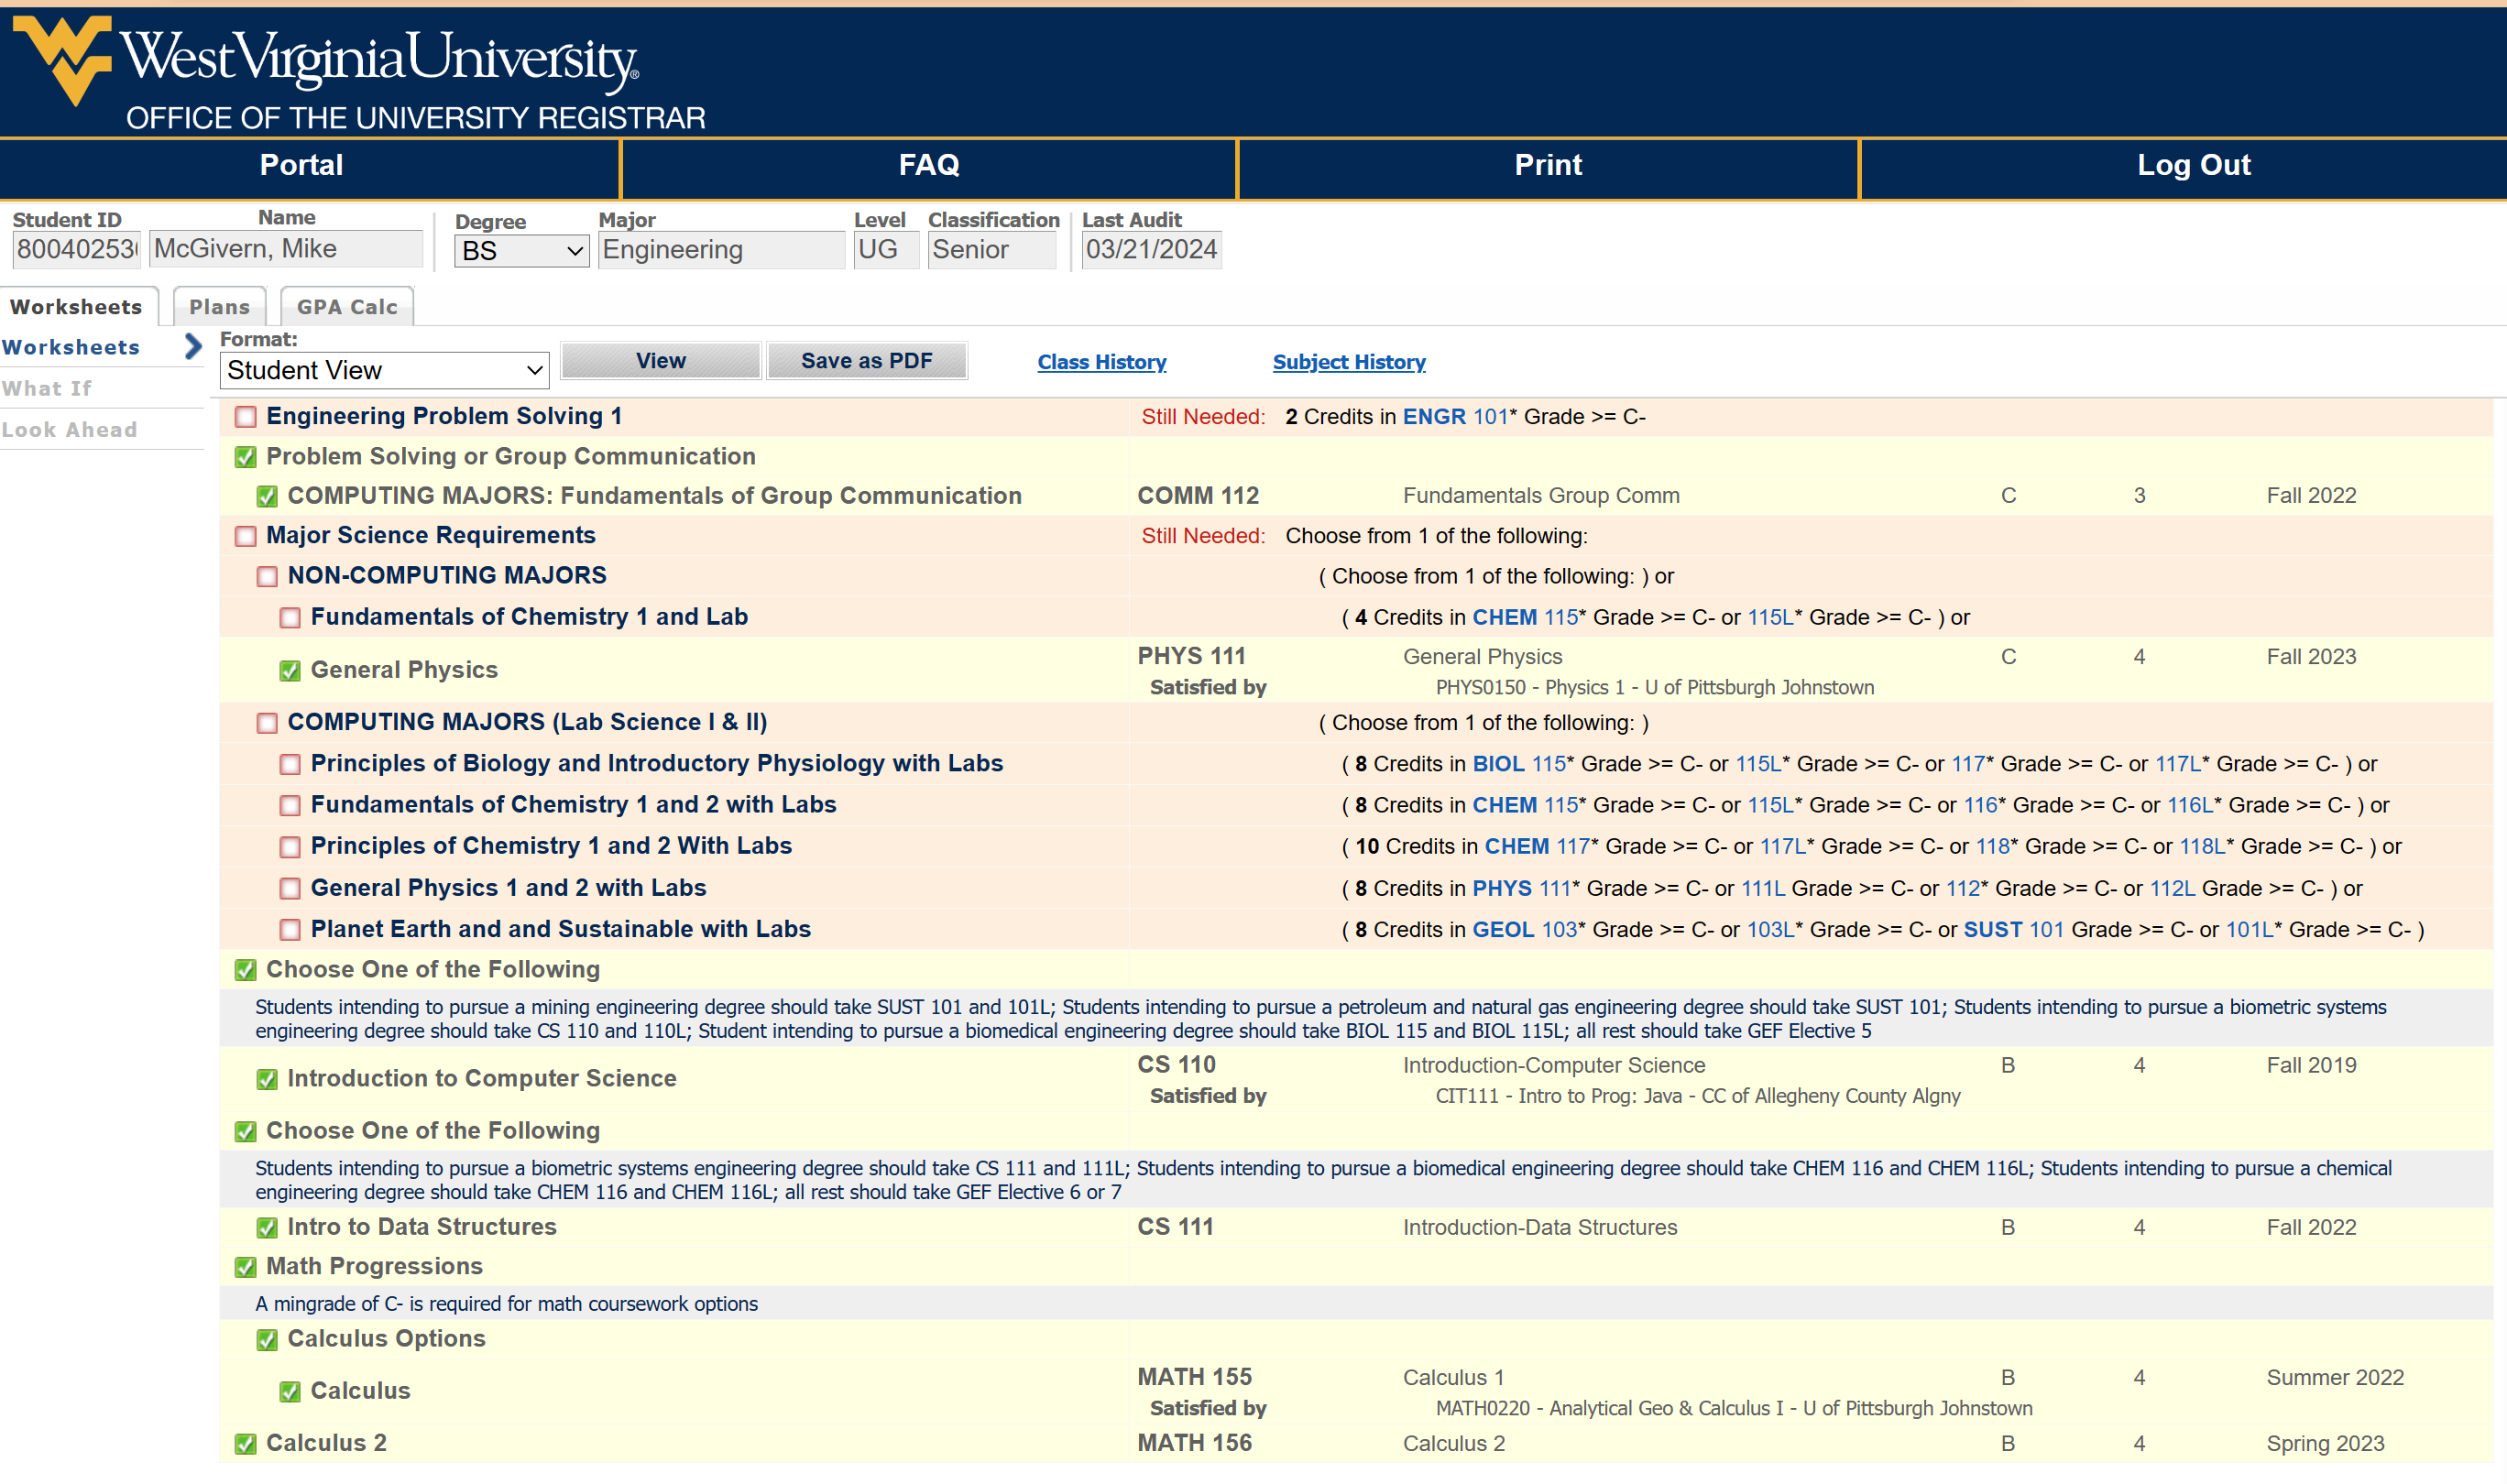 WestVirginiaUniversity®
OFFICE OF THE UNIVERSITY REGISTRAR
Portal FAQ Print Log Out
Student ID Name Degree Major Level Classification Last Audit
McGivern, Mike BS Engineering UG Senior 03/21/2024
Worksheets Plans GPA Calc
Worksheets
What If
Look Ahead
Format:
Student View View Save as PDF Class History Subject History
Engineering Problem Solving 1 Still Needed: 2 Credits in ENGR 101* Grade >= C-
Problem Solving or Group Communication
COMPUTING MAJORS: Fundamentals of Group Communication COMM 112 Fundamentals Group Comm C 3 Fall 2022
Major Science Requirements Still Needed: Choose from 1 of the following:
NON-COMPUTING MAJORS ( Choose from 1 of the following: ) or
Fundamentals of Chemistry 1 and Lab ( 4 Credits in CHEM 115* Grade >= C- or 115L* Grade >= C- ) or
General Physics PHYS 111 General Physics C 4 Fall 2023
Satisfied by PHYS0150 - Physics 1 - U of Pittsburgh Johnstown
COMPUTING MAJORS (Lab Science I & II) ( Choose from 1 of the following: )
Principles of Biology and Introductory Physiology with Labs ( 8 Credits in BIOL 115* Grade >= C- or 115L* Grade >= C- or 117* Grade >= C- or 117L* Grade >= C- ) or
Fundamentals of Chemistry 1 and 2 with Labs ( 8 Credits in CHEM 115* Grade >= C- or 115L* Grade >= C- or 116* Grade >= C- or 116L* Grade >= C- ) or
Principles of Chemistry 1 and 2 With Labs ( 10 Credits in CHEM 117* Grade >= C- or 117L* Grade >= C- or 118* Grade >= C- or 118L* Grade >= C- ) or
General Physics 1 and 2 with Labs ( 8 Credits in PHYS 111* Grade >= C- or 111L Grade >= C- or 112* Grade >= C- or 112L Grade >= C- ) or
Planet Earth and and Sustainable with Labs ( 8 Credits in GEOL 103* Grade >= C- or 103L* Grade >= C- or SUST 101 Grade >= C- or 101L* Grade >= C- )
Choose One of the Following
Students intending to pursue a mining engineering degree should take SUST 101 and 101L; Students intending to pursue a petroleum and natural gas engineering degree should take SUST 101; Students intending to pursue a biometric systems
engineering degree should take CS 110 and 110L; Student intending to pursue a biomedical engineering degree should take BIOL 115 and BIOL 115L; all rest should take GEF Elective 5
Introduction to Computer Science CS 110 Introduction-Computer Science B 4 Fall 2019
Satisfied by CIT111 - Intro to Prog: Java - CC of Allegheny County Algny
Choose One of the Following
Students intending to pursue a biometric systems engineering degree should take CS 111 and 111L; Students intending to pursue a biomedical engineering degree should take CHEM 116 and CHEM 116L; Students intending to pursue a chemical
engineering degree should take CHEM 116 and CHEM 116L; all rest should take GEF Elective 6 or 7
Intro to Data Structures CS 111 Introduction-Data Structures B 4 Fall 2022
Math Progressions
A mingrade of C- is required for math coursework options
Calculus Options
Calculus MATH 155 Calculus 1 B 4 Summer 2022
Satisfied by MATH0220 - Analytical Geo & Calculus I - U of Pittsburgh Johnstown
Calculus 2 MATH 156 Calculus 2 B 4 Spring 2023